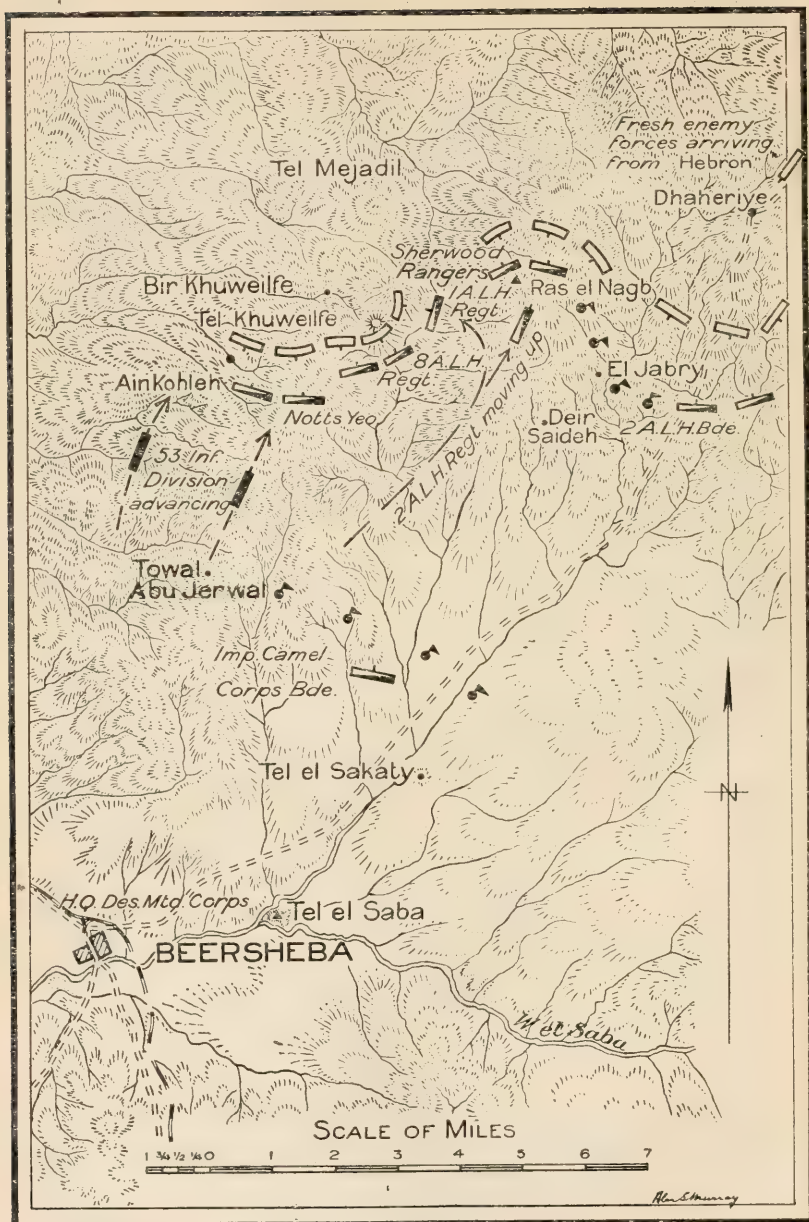 Fresh enemy
forces arriving
from Hebron
Tel Mejadil
Dhaheriye
Sherwood
Rangers
1 A.L.H.
Regt.
Ras el Nagb
Bir Khuweilfe
Tel Khuweilfe
8 A.L.H.
Regt.
Ainkohleh
Notts Yeo
El Jabry
Deir
Saideh
2 A.L.H. Bde.
2 A.L.H. Regt moving up
53 Inf.
Division
advancing
Towal
Abu Jerwal
Imp. Camel
Corps Bde.
Tel el Sakaty
N
H.Q. Des. Mtd. Corps
Tel el Saba
BEERSHEBA
W. el Saba
SCALE OF MILES
1 3/4 1/2 1/4 0 1 2 3 4 5 6 7
Alan E Murray